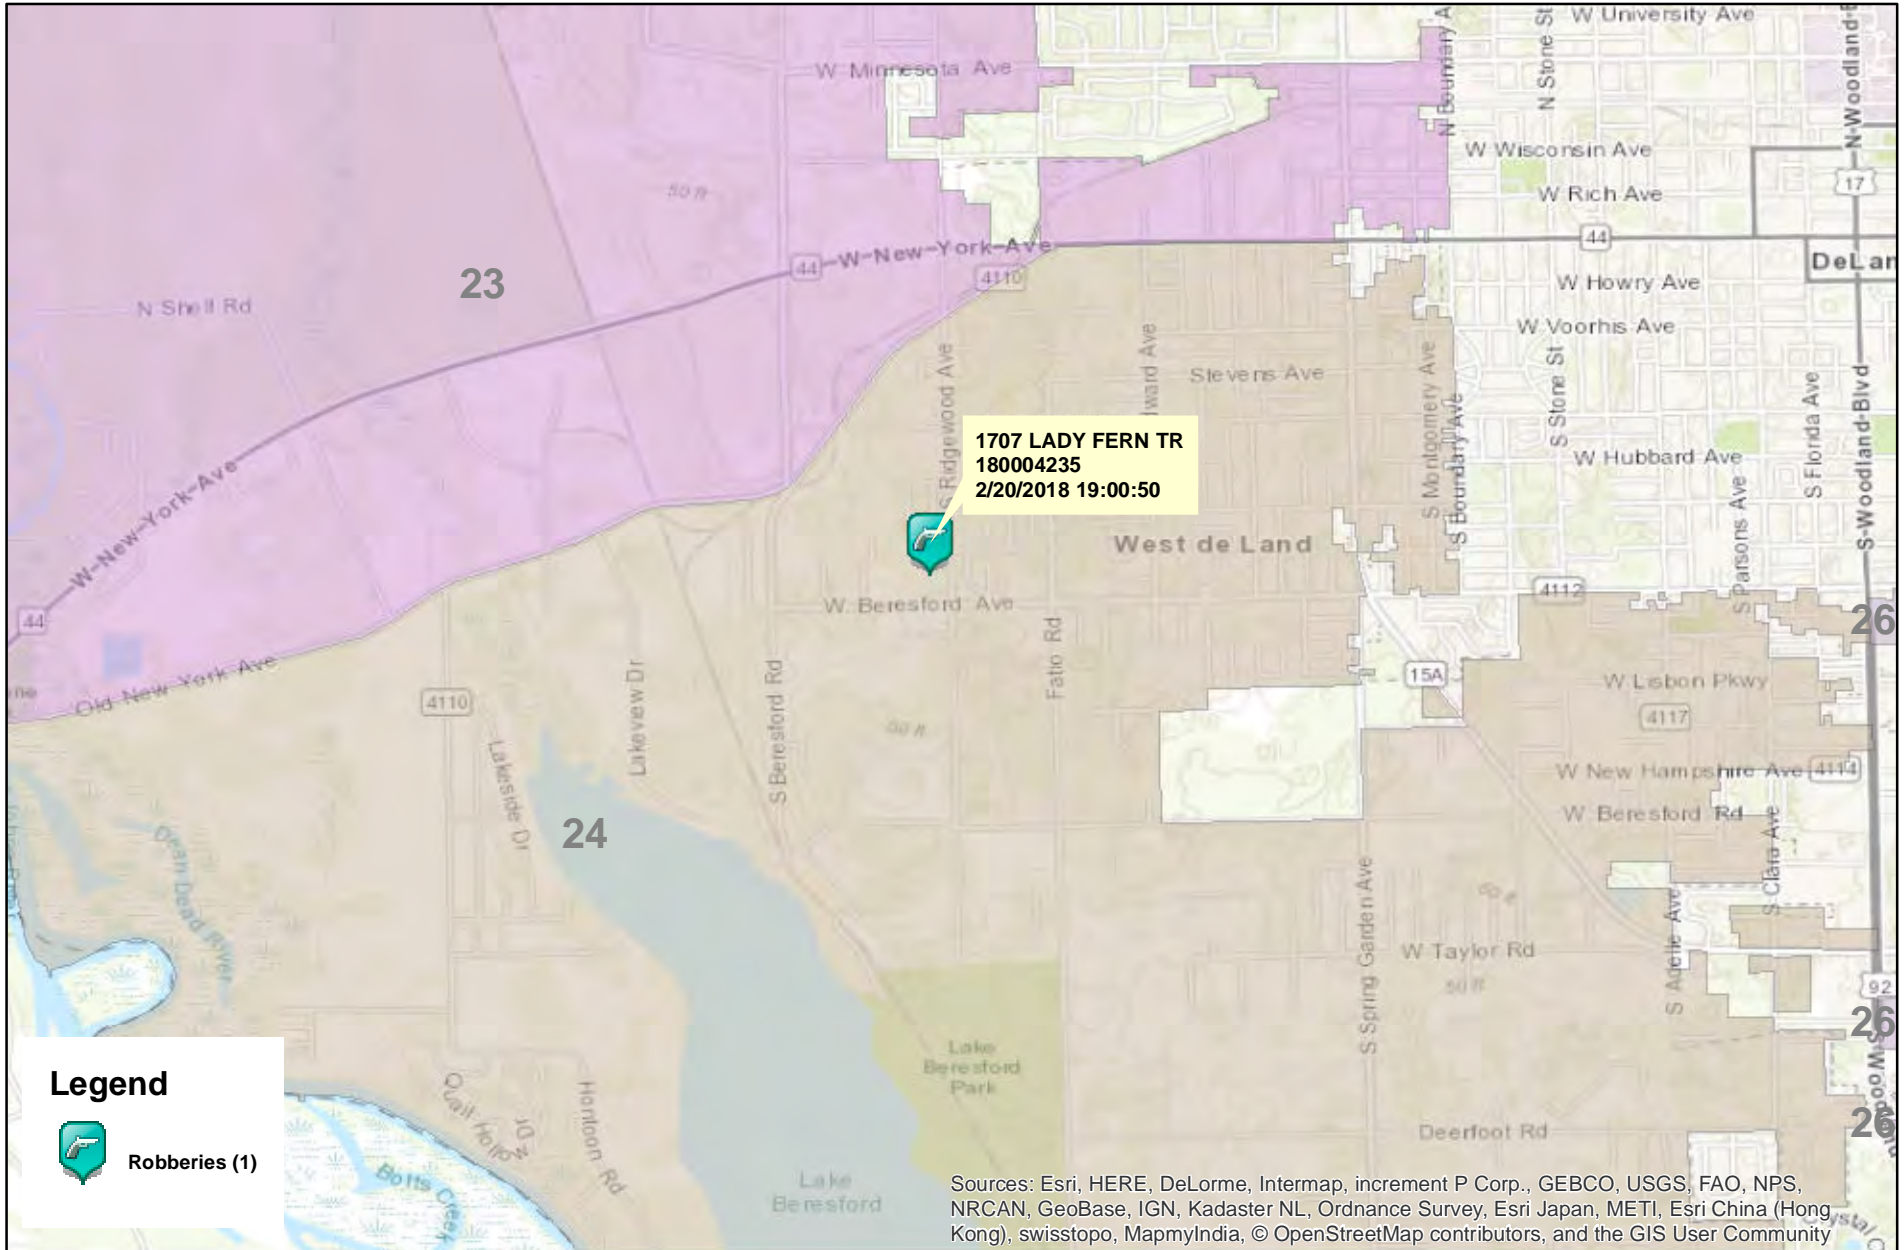 W University Ave
W Minnesota Ave
N Boundary A
N Stone St
N-Woodland-B
W Wisconsin Ave
17
50 ft
W Rich Ave
44
W-New-York-Ave
44
4110
DeLan
23
N Shell Rd
W Howry Ave
W Voorhis Ave
Stevens Ave
S Ridgewood Ave
dward Ave
S Montgomery Ave
S Boundary Ave
S Stone St
S Florida Ave
S-Woodland-Blvd
1707 LADY FERN TR
180004235
2/20/2018 19:00:50
W Hubbard Ave
S Parsons Ave
W-New-York-Ave
West de Land
W Beresford Ave
4112
44
26
Old New York Ave
4110
Lakeview Dr
S Beresford Rd
Fatio Rd
15A
W Lisbon Pkwy
4117
50 ft
Lakeside Dr
W New Hampshire Ave
4114
W Beresford Rd
24
Dean Dead River
S Clara Ave
50 ft
S Spring Garden Ave
W Taylor Rd
50 ft
S Adelle Ave
92
26
S Wood
Lake
Beresford
Park
Quail Hollow
Dr W
Hontoon Rd
Deerfoot Rd
26
Legend
Robberies (1)
Botts Creek
Lake
Beresford
Sources: Esri, HERE, DeLorme, Intermap, increment P Corp., GEBCO, USGS, FAO, NPS,
NRCAN, GeoBase, IGN, Kadaster NL, Ordnance Survey, Esri Japan, METI, Esri China (Hong
Kong), swisstopo, MapmyIndia, © OpenStreetMap contributors, and the GIS User Community